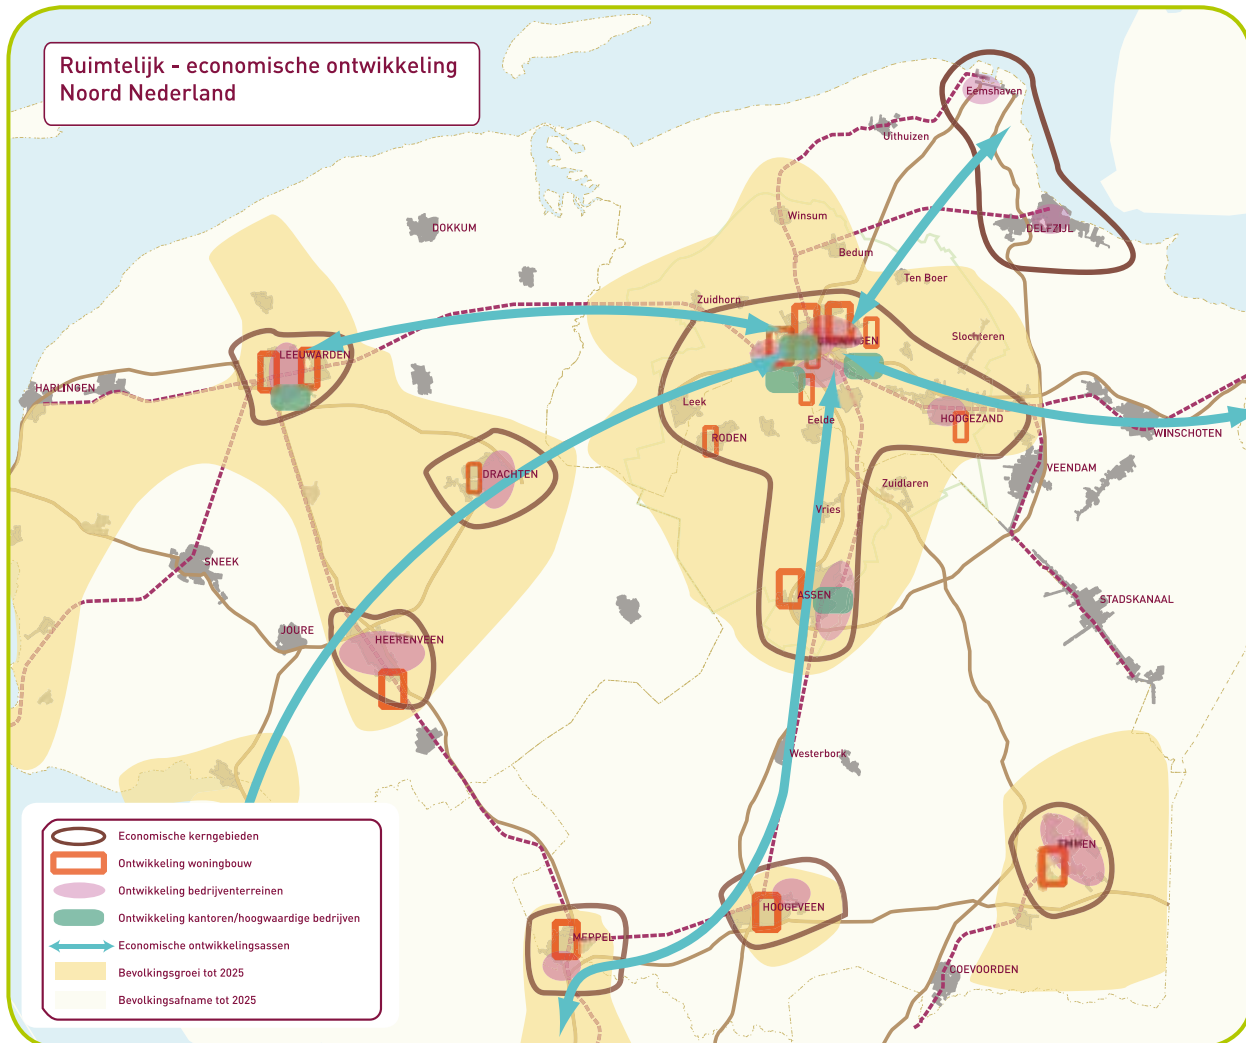 Ruimtelijk - economische ontwikkeling
Noord Nederland
Eemshaven
Uithuizen
Winsum
DOKKUM
DELFZIJL
Bedum
Ten Boer
Zuidhorn
Slochteren
GRONINGEN
LEEUWARDEN
HARLINGEN
Leek
Eelde
HOOGEZAND
WINSCHOTEN
RODEN
DRACHTEN
VEENDAM
Zuidlaren
Vries
SNEEK
ASSEN
STADSKANAAL
JOURE
HEERENVEEN
Westerbork
EMMEN
HOOGEVEEN
MEPPEL
COEVORDEN
Economische kerngebieden
Ontwikkeling woningbouw
Ontwikkeling bedrijventerreinen
Ontwikkeling kantoren/hoogwaardige bedrijven
Economische ontwikkelingsassen
Bevolkingsgroei tot 2025
Bevolkingsafname tot 2025